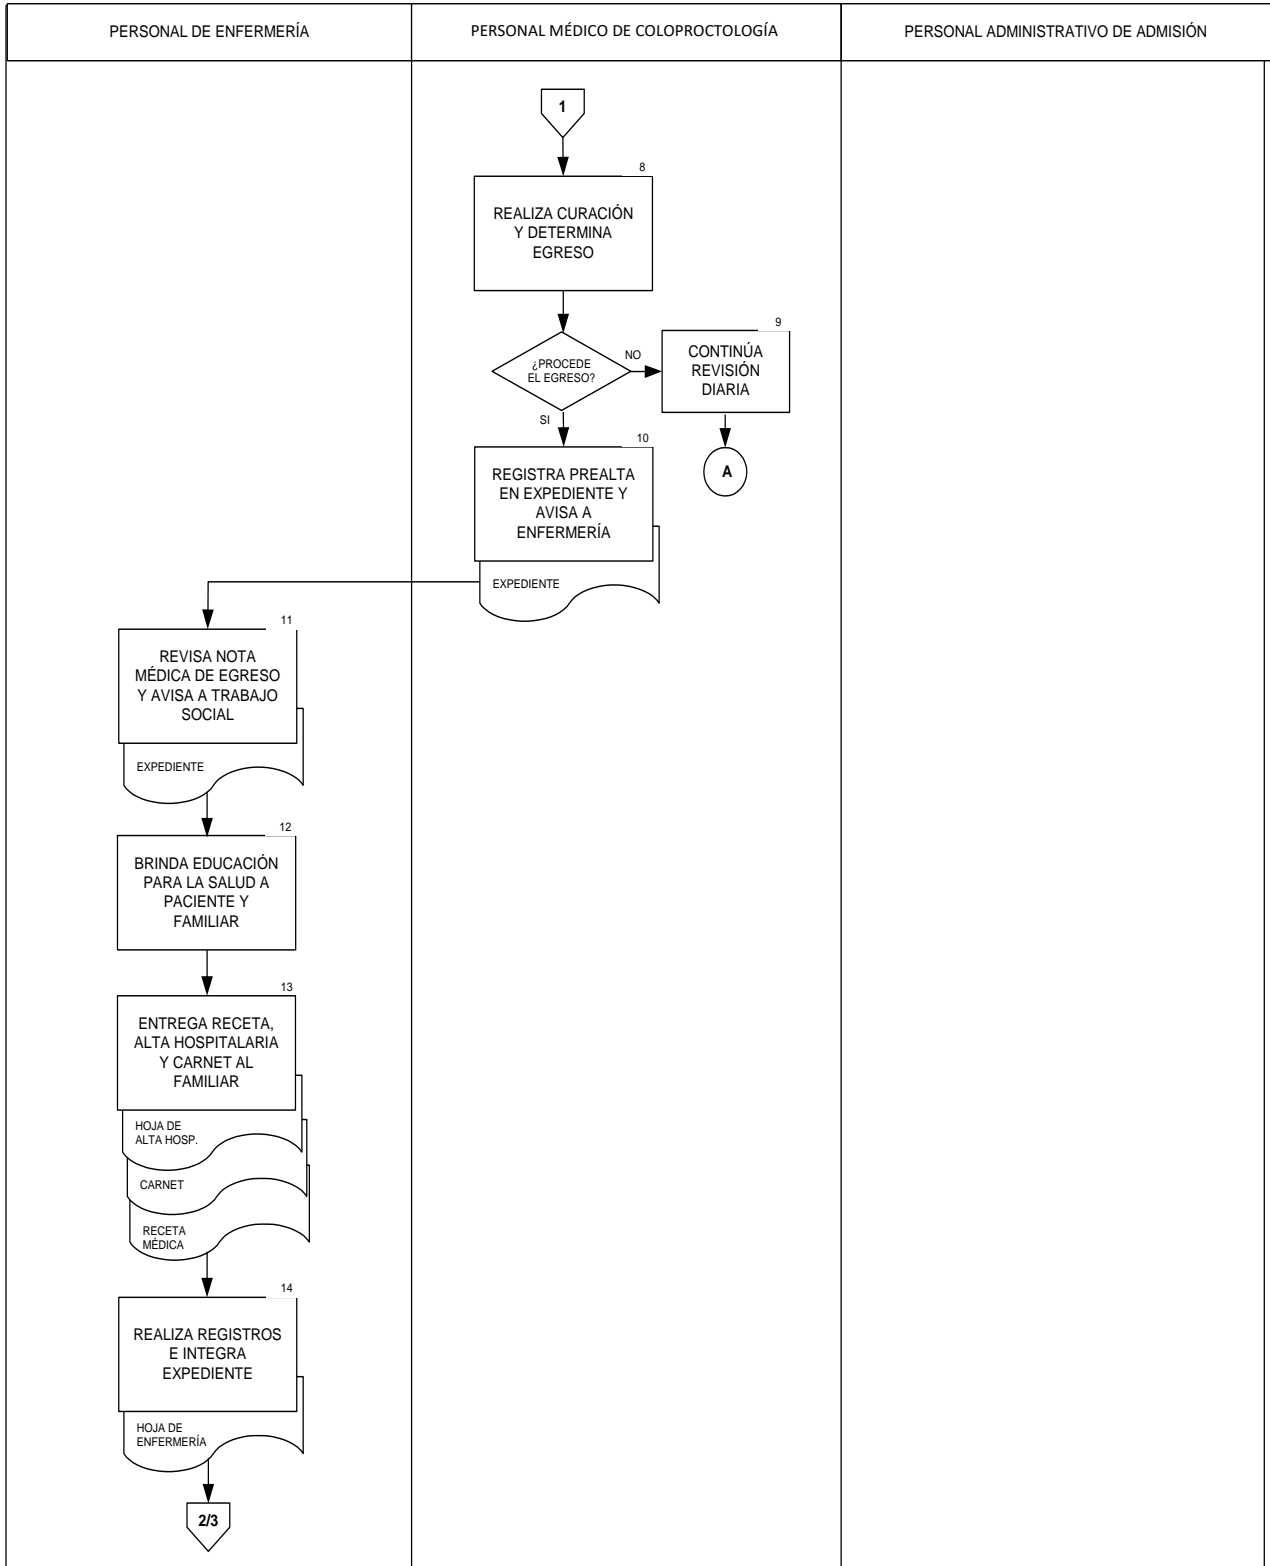 PERSONAL DE ENFERMERÍA
PERSONAL MÉDICO DE COLOPROCTOLOGÍA
PERSONAL ADMINISTRATIVO DE ADMISIÓN
1
8
REALIZA CURACIÓN
Y DETERMINA
EGRESO
¿PROCEDE
EL EGRESO?
NO
9
CONTINÚA
REVISIÓN
DIARIA
A
SI
10
REGISTRA PREALTA
EN EXPEDIENTE Y
AVISA A
ENFERMERÍA
EXPEDIENTE
11
REVISA NOTA
MÉDICA DE EGRESO
Y AVISA A TRABAJO
SOCIAL
EXPEDIENTE
12
BRINDA EDUCACIÓN
PARA LA SALUD A
PACIENTE Y
FAMILIAR
13
ENTREGA RECETA,
ALTA HOSPITALARIA
Y CARNET AL
FAMILIAR
HOJA DE
ALTA HOSP.
CARNET
RECETA
MÉDICA
14
REALIZA REGISTROS
E INTEGRA
EXPEDIENTE
HOJA DE
ENFERMERÍA
2/3